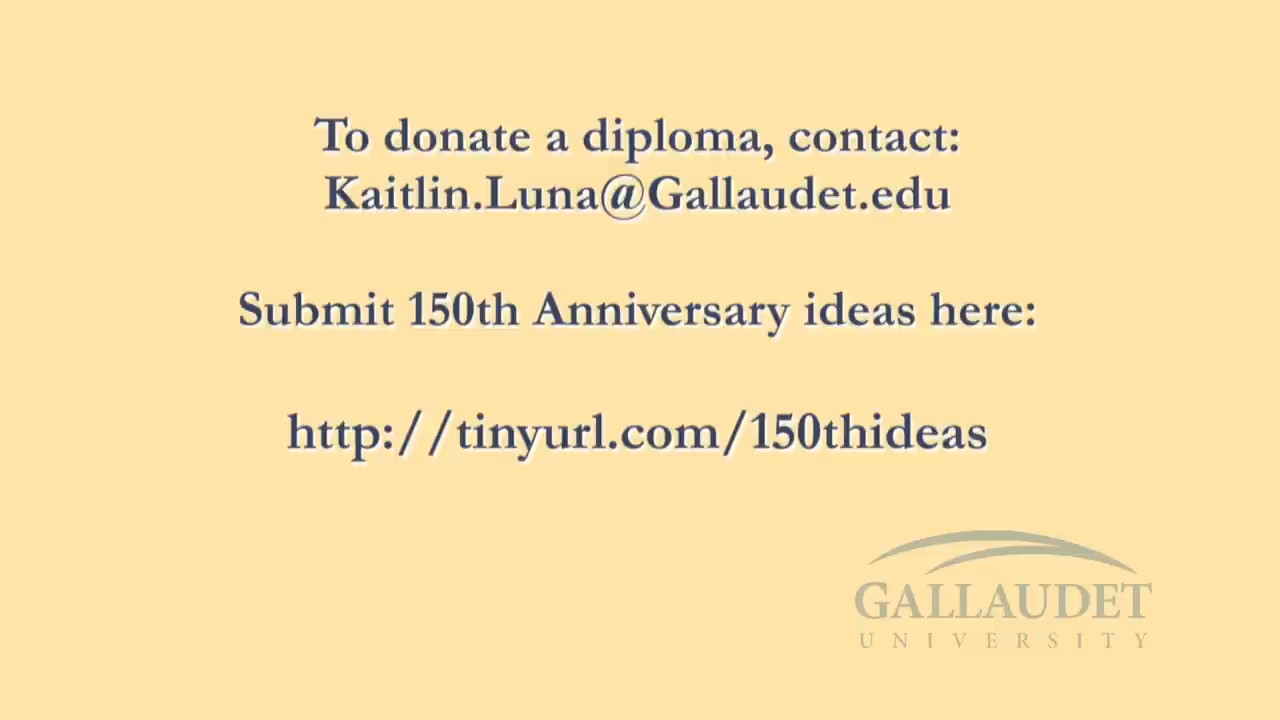 To donate a diploma, contact:
Kaitlin.Luna@Gallaudet.edu
Submit 150th Anniversary ideas here:
http://tinyurl.com/150thideas
GALLAUDET
UNIVERSITY